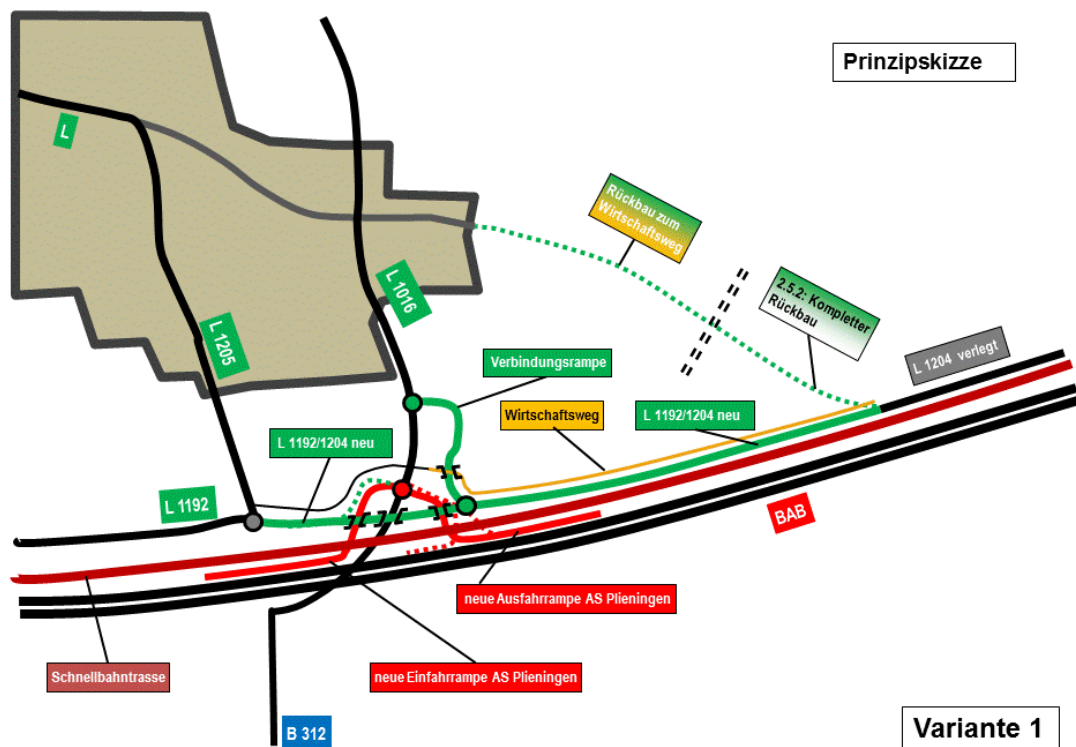 Prinzipskizze
L
Rückbau zum
Wirtschaftsweg
L 1016
2.5.2: Kompletter
Rückbau
L 1205
L 1204 verlegt
Verbindungsrampe
Wirtschaftsweg
L 1192/1204 neu
L 1192/1204 neu
L 1192
BAB
neue Ausfahrrampe AS Plieningen
Schnellbahntrasse
neue Einfahrrampe AS Plieningen
B 312
Variante 1